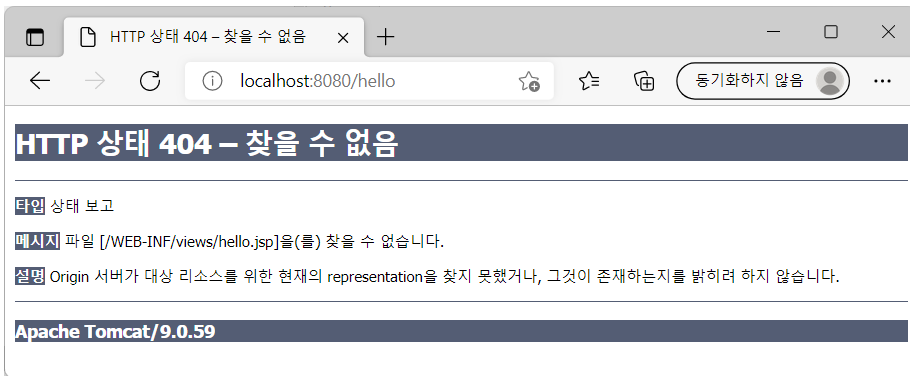 HTTP 상태 404 – 찾을 수 없음
localhost:8080/hello
동기화하지 않음
HTTP 상태 404 – 찾을 수 없음
타입 상태 보고
메시지 파일 [/WEB-INF/views/hello.jsp]을(를) 찾을 수 없습니다.
설명 Origin 서버가 대상 리소스를 위한 현재의 representation을 찾지 못했거나, 그것이 존재하는지를 밝히려 하지 않습니다.
Apache Tomcat/9.0.59